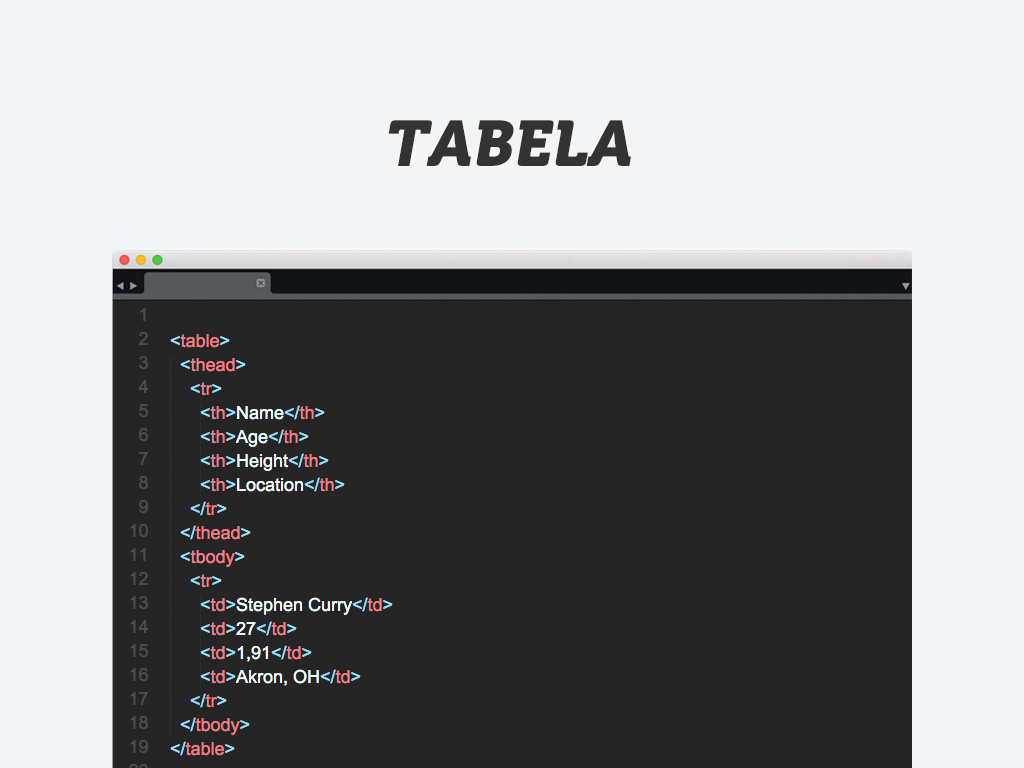 TABELA
1
2 <table>
3 <thead>
4 <tr>
5 <th>Name</th>
6 <th>Age</th>
7 <th>Height</th>
8 <th>Location</th>
9 </tr>
10 </thead>
11 <tbody>
12 <tr>
13 <td>Stephen Curry</td>
14 <td>27</td>
15 <td>1,91</td>
16 <td>Akron, OH</td>
17 </tr>
18 </tbody>
19 </table>